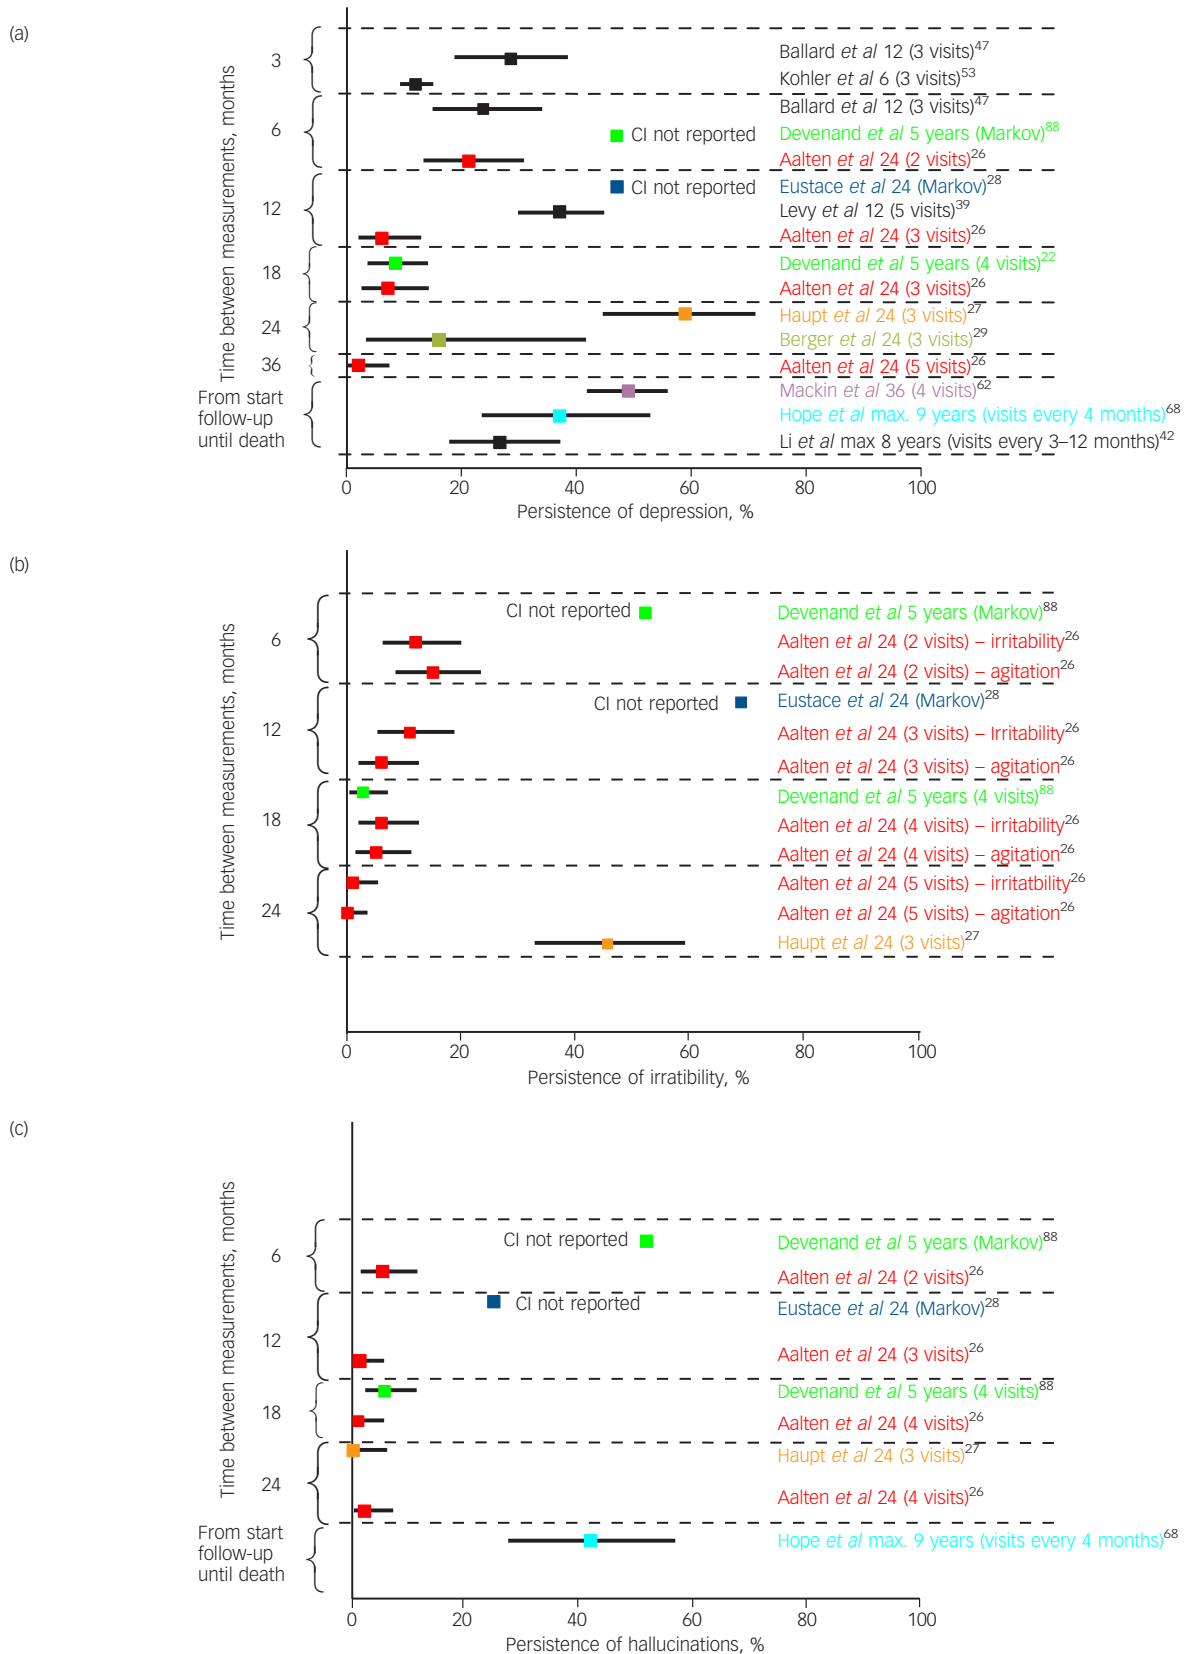 (a)
Time between measurements, months
3
Ballard et al 12 (3 visits)47
Kohler et al 6 (3 visits)53
6
Ballard et al 12 (3 visits)47
CI not reported
Devenand et al 5 years (Markov)88
Aalten et al 24 (2 visits)26
12
CI not reported
Eustace et al 24 (Markov)28
Levy et al 12 (5 visits)39
Aalten et al 24 (3 visits)26
18
Devenand et al 5 years (4 visits)22
Aalten et al 24 (3 visits)26
24
Haupt et al 24 (3 visits)27
Berger et al 24 (3 visits)29
36
Aalten et al 24 (5 visits)26
From start
follow-up
until death
Mackin et al 36 (4 visits)62
Hope et al max. 9 years (visits every 4 months)68
Li et al max 8 years (visits every 3–12 months)42
0 20 40 60 80 100
Persistence of depression, %
(b)
Time between measurements, months
6
CI not reported
Devenand et al 5 years (Markov)88
Aalten et al 24 (2 visits) – irritability26
Aalten et al 24 (2 visits) – agitation26
12
CI not reported
Eustace et al 24 (Markov)28
Aalten et al 24 (3 visits) – Irritability26
Aalten et al 24 (3 visits) – agitation26
18
Devenand et al 5 years (4 visits)88
Aalten et al 24 (4 visits) – irritability26
Aalten et al 24 (4 visits) – agitation26
24
Aalten et al 24 (5 visits) – irritatbility26
Aalten et al 24 (5 visits) – agitation26
Haupt et al 24 (3 visits)27
0 20 40 60 80 100
Persistence of irratibility, %
(c)
Time between measurements, months
6
CI not reported
Devenand et al 5 years (Markov)88
Aalten et al 24 (2 visits)26
12
CI not reported
Eustace et al 24 (Markov)28
Aalten et al 24 (3 visits)26
18
Devenand et al 5 years (4 visits)88
Aalten et al 24 (4 visits)26
24
Haupt et al 24 (3 visits)27
Aalten et al 24 (4 visits)26
From start
follow-up
until death
Hope et al max. 9 years (visits every 4 months)68
0 20 40 60 80 100
Persistence of hallucinations, %